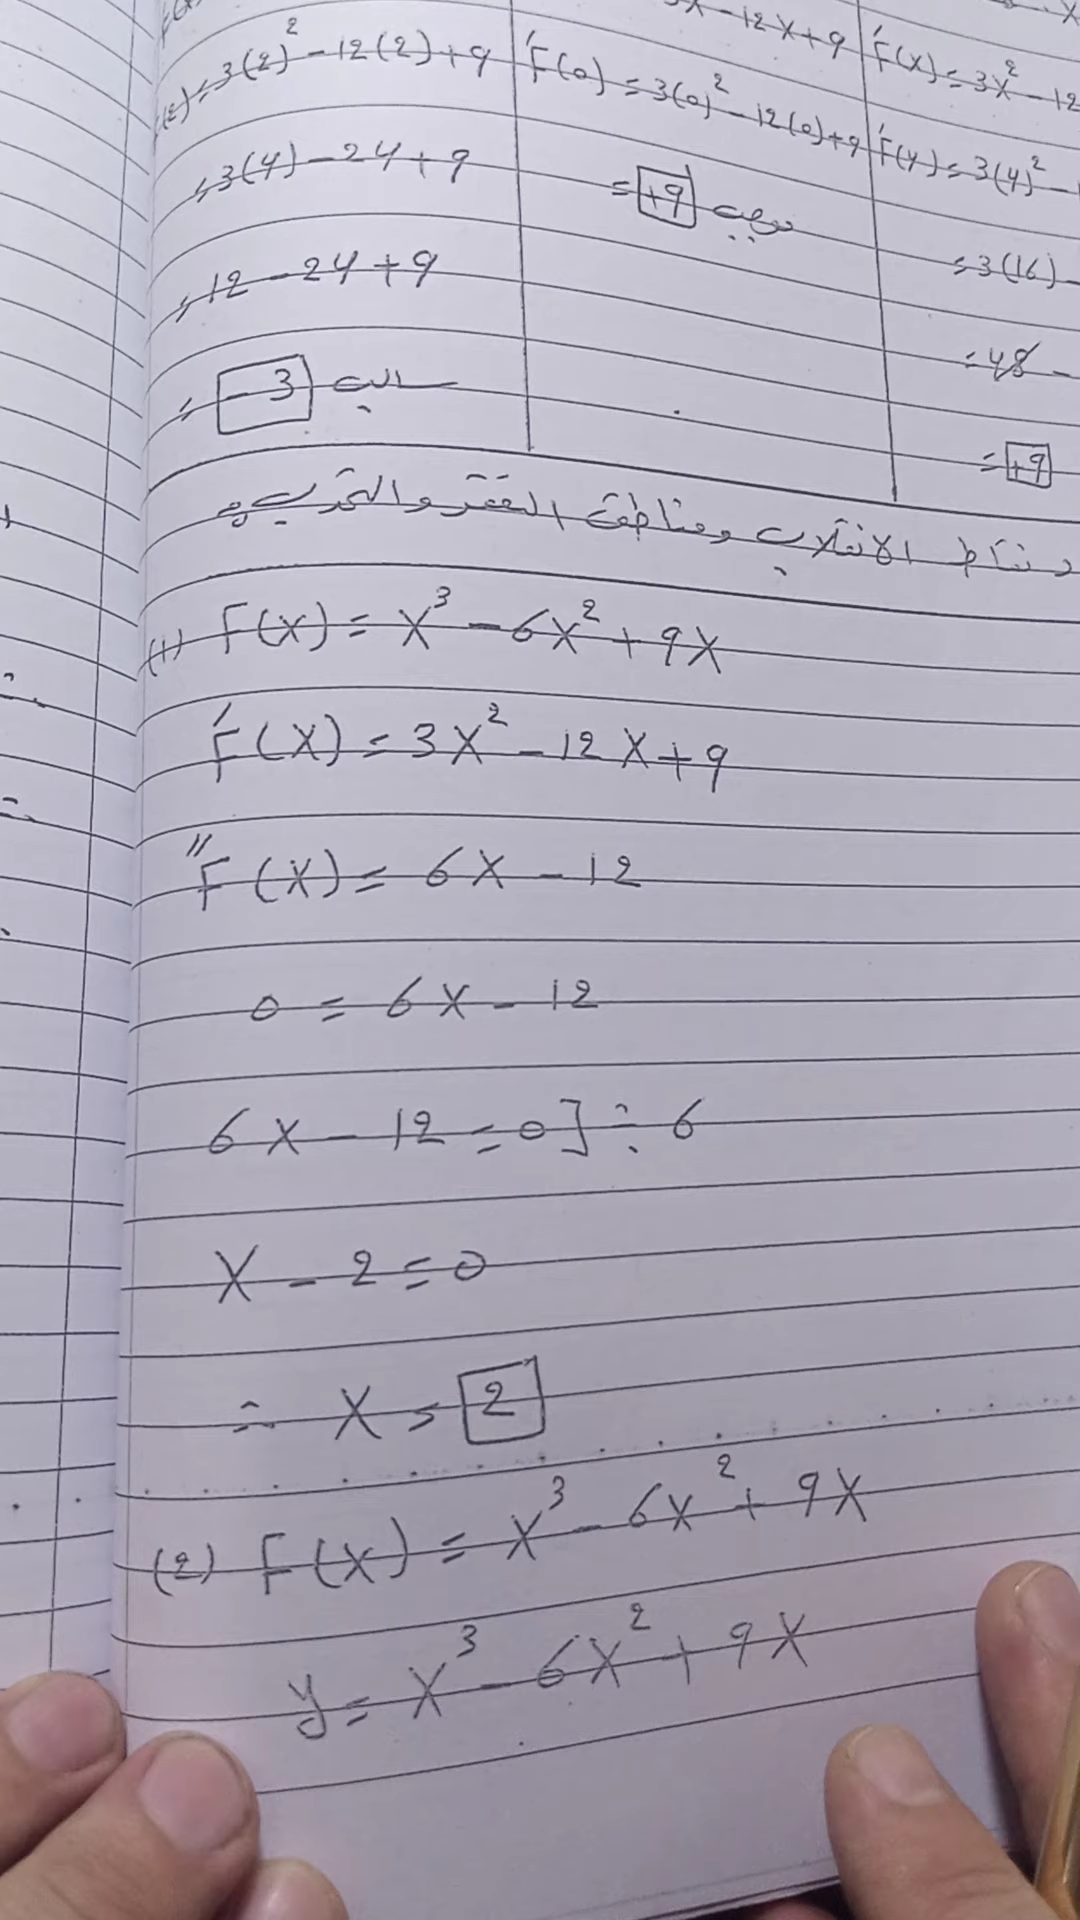 3x² - 12x + 9
F́(x) = 3x² - 12
= 3(2)² - 12(2) + 9
F́(0) = 3(0)² - 12(0) + 9
F́(4) = 3(4)² -
= 3(4) - 24 + 9
= +9 موجب
= 3(16) -
= 12 - 24 + 9
= 48 -
= -3 سالب
= +9
نقاط الانقلاب ومناطق التقعر والتحدب
(1) F(x) = x³ - 6x² + 9x
F́(x) = 3x² - 12x + 9
F̋(x) = 6x - 12
0 = 6x - 12
6x - 12 = 0] ÷ 6
x - 2 = 0
∴ x = 2
(2) F(x) = x³ - 6x² + 9x
y = x³ - 6x² + 9x